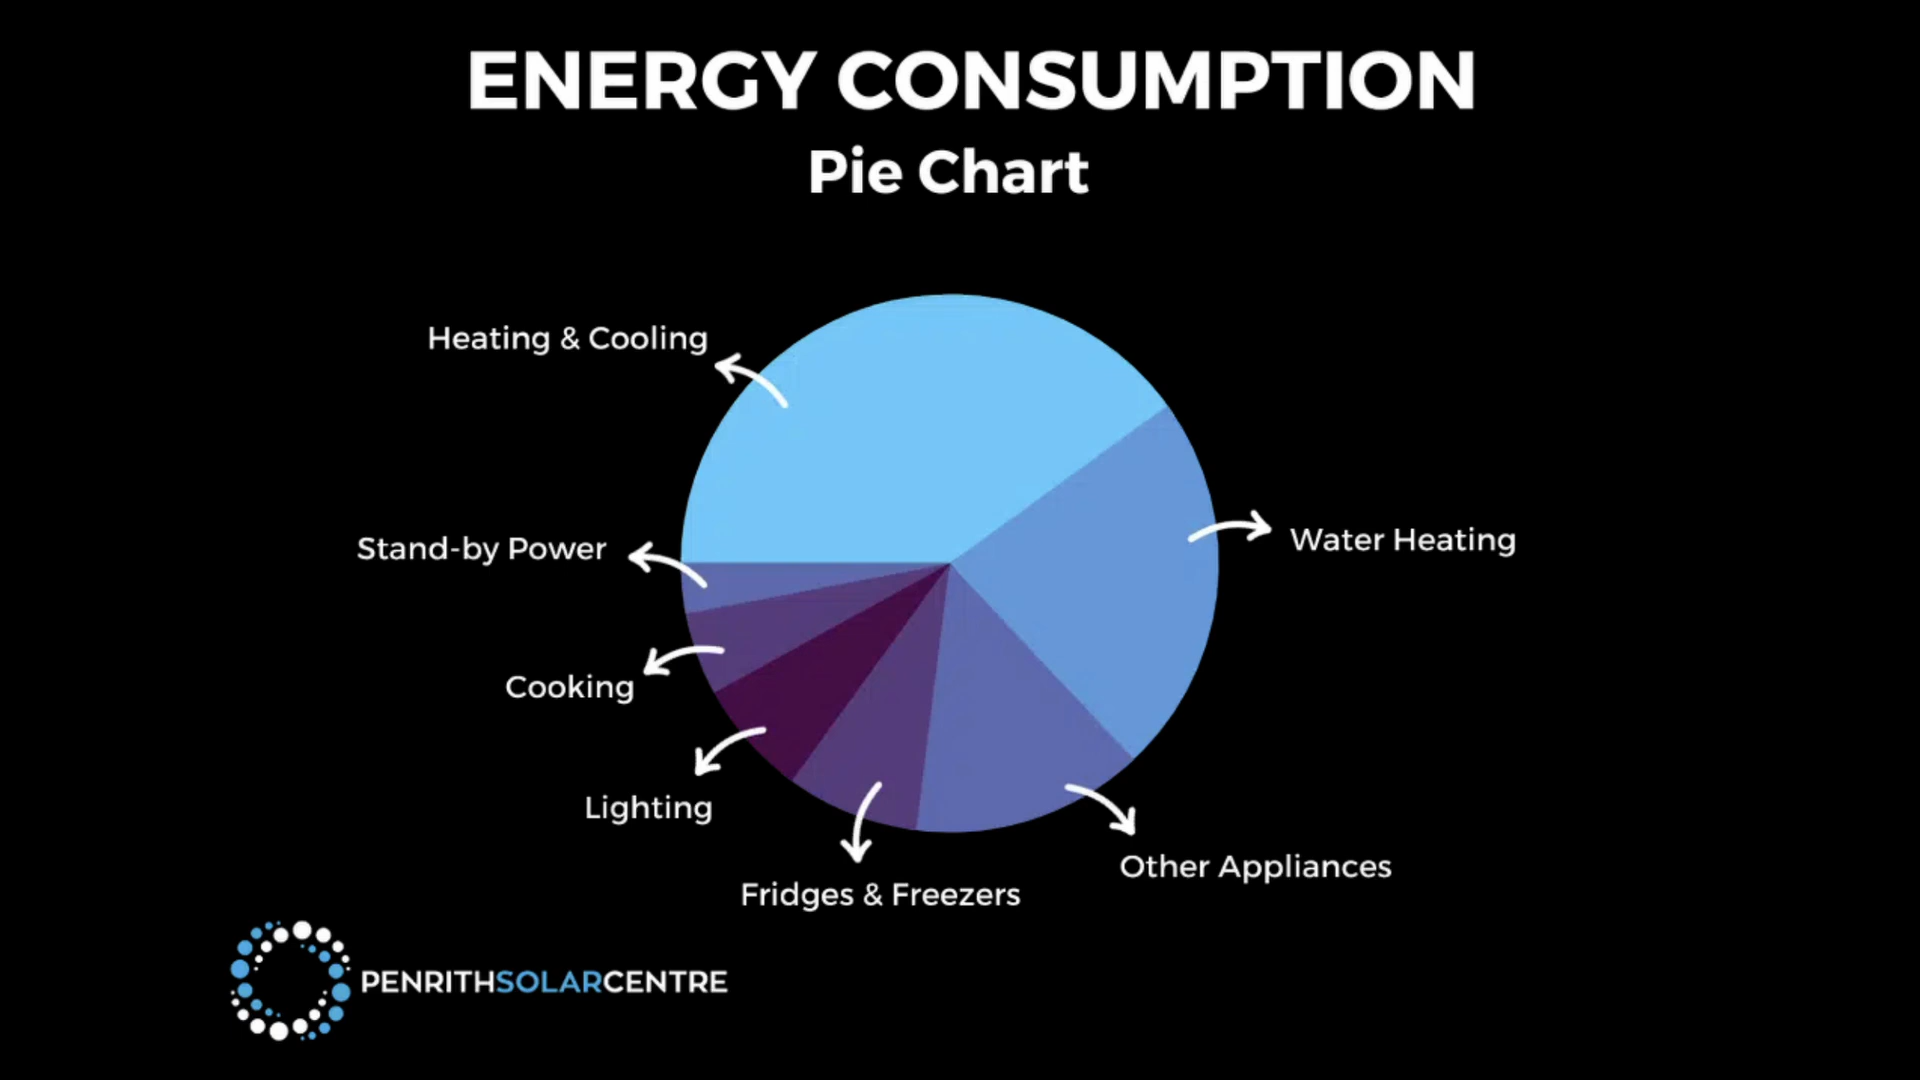 ENERGY CONSUMPTION
Pie Chart
Heating & Cooling
Water Heating
Stand-by Power
Cooking
Lighting
Other Appliances
Fridges & Freezers
PENRITHSOLARCENTRE